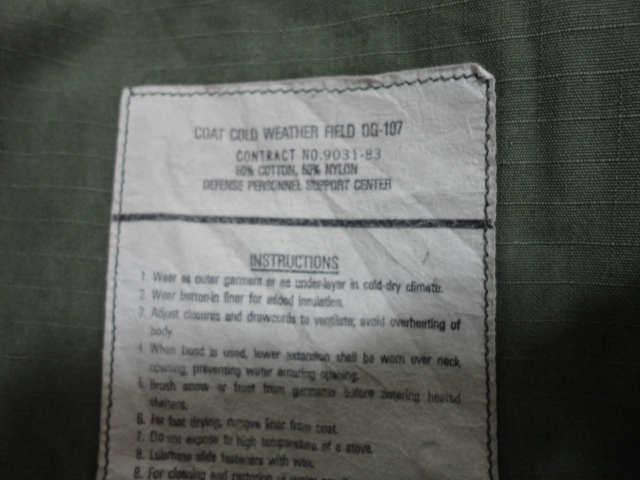 COAT COLD WEATHER FIELD OG-107
CONTRACT NO.9031-83
50% COTTON, 50% NYLON
DEFENSE PERSONNEL SUPPORT CENTER
INSTRUCTIONS
1. Wear as outer garment or as under-layer in cold-dry climate.
2. Wear button-in liner for added insulation.
3. Adjust closures and drawcords to ventilate; avoid overheating of
body.
4. When hood is used, lower extension shall be worn over neck
opening, preventing water entering opening.
5. Brush snow or frost from garments before entering heated
shelters.
6. For fast drying, remove liner from coat.
7. Do not expose to high temperature of a stove.
8. Lubricate slide fasteners with wax.
9. For cleaning and